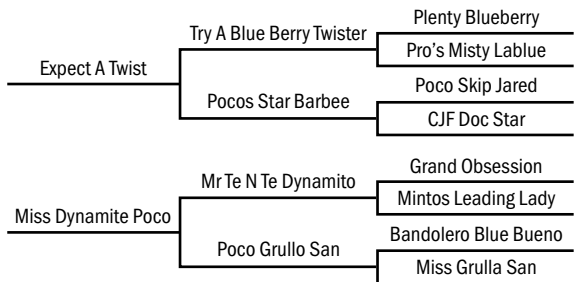 Plenty Blueberry
Try A Blue Berry Twister
Pro's Misty Lablue
Expect A Twist
Poco Skip Jared
Pocos Star Barbee
CJF Doc Star
Grand Obsession
Mr Te N Te Dynamito
Mintos Leading Lady
Miss Dynamite Poco
Bandolero Blue Bueno
Poco Grullo San
Miss Grulla San